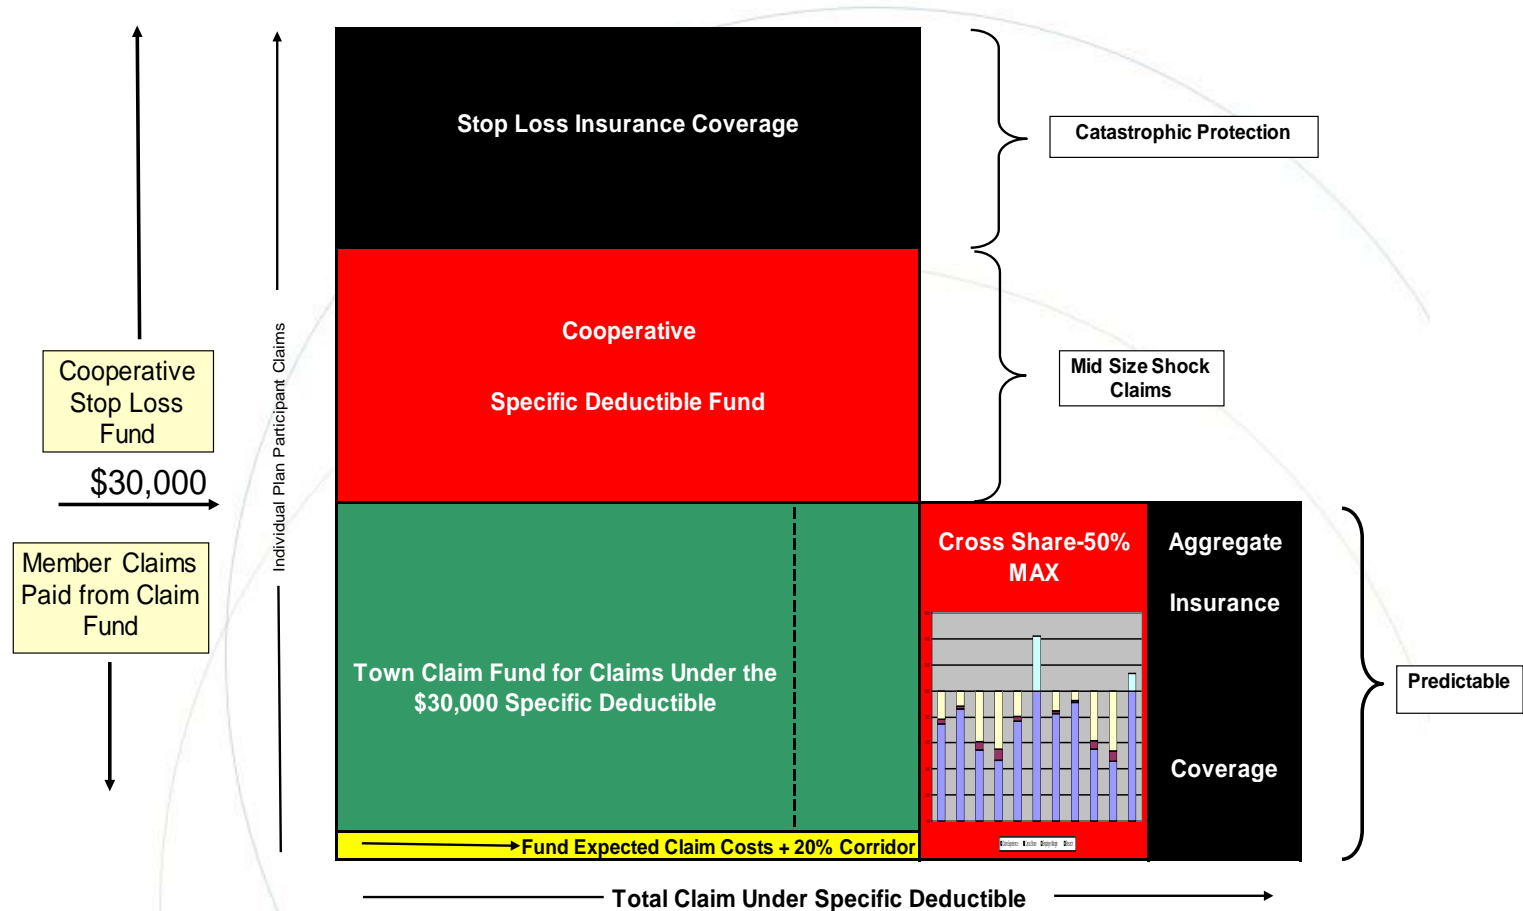 Stop Loss Insurance Coverage
Catastrophic Protection
Cooperative
Specific Deductible Fund
Mid Size Shock
Claims
Cooperative
Stop Loss
Fund
$30,000
Member Claims
Paid from Claim
Fund
Individual Plan Participant Claims
Town Claim Fund for Claims Under the
$30,000 Specific Deductible
Cross Share-50%
MAX
Aggregate
Insurance
Coverage
Predictable
Fund Expected Claim Costs + 20% Corridor
Total Claim Under Specific Deductible